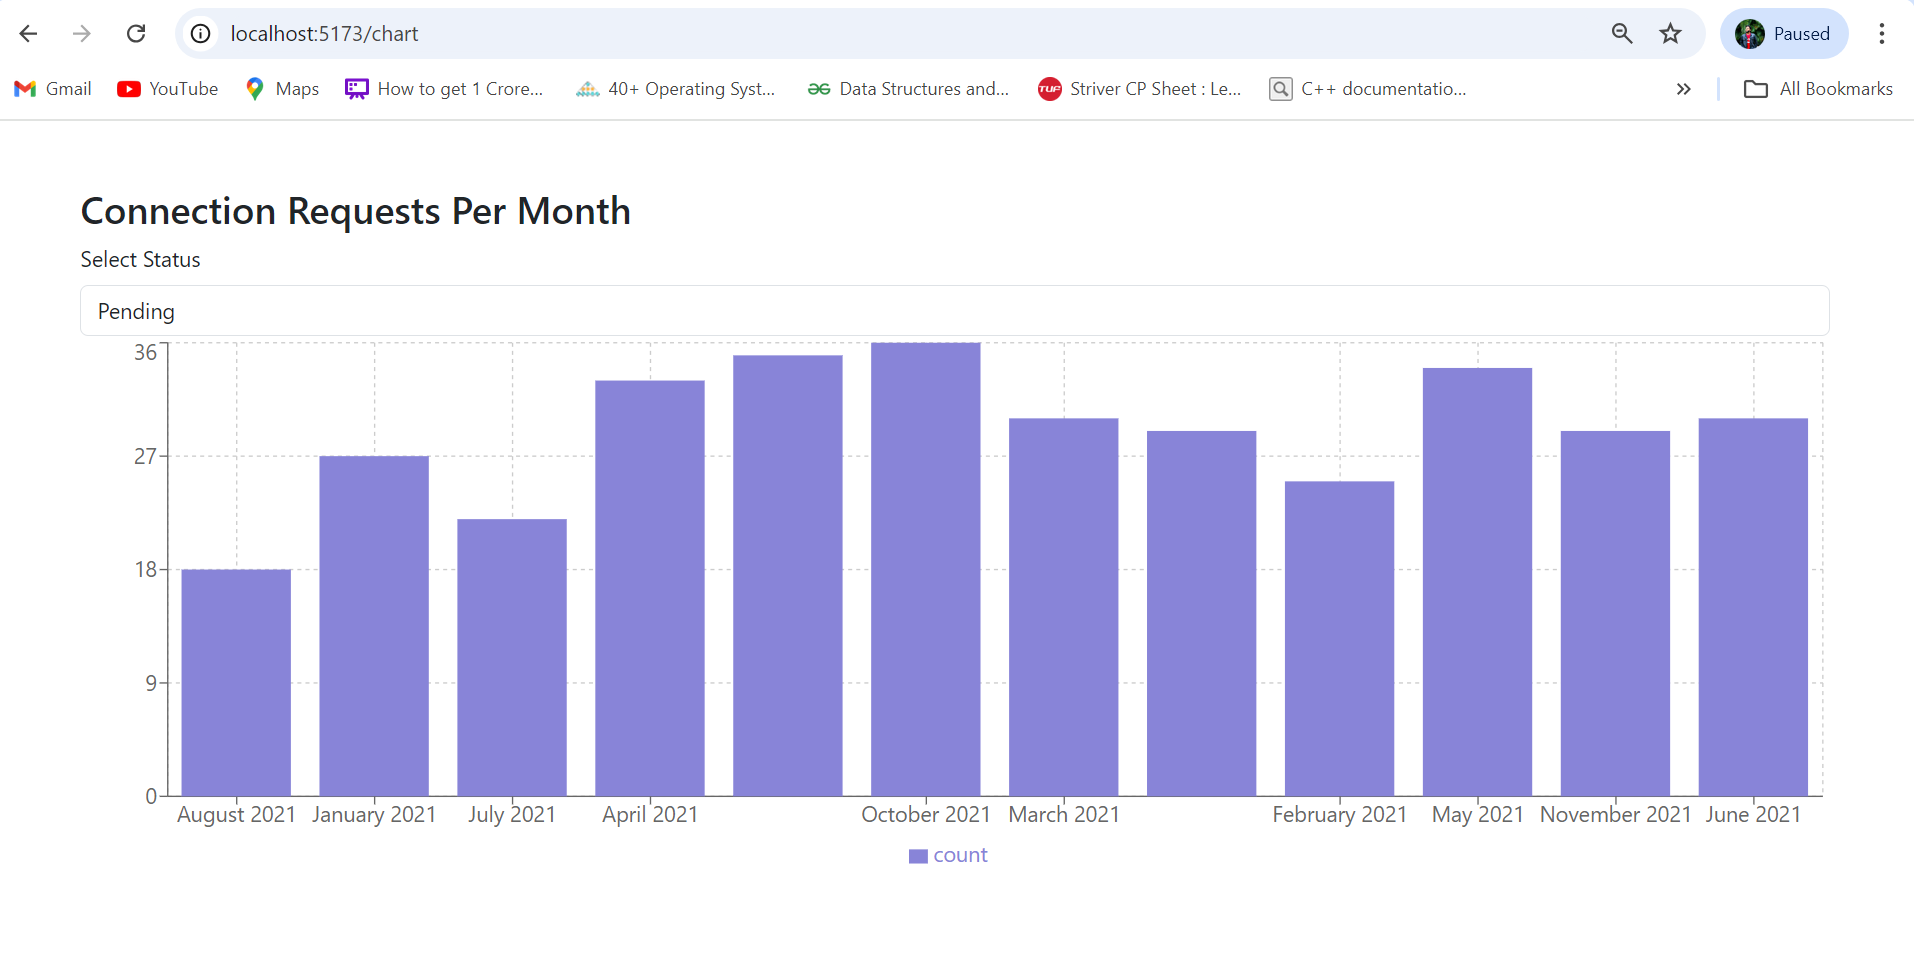 localhost:5173/chart
Paused
Gmail YouTube Maps How to get 1 Crore... 40+ Operating Syst... Data Structures and... TUF Striver CP Sheet : Le... C++ documentatio... All Bookmarks
Connection Requests Per Month
Select Status
Pending
36
27
18
9
0
August 2021 January 2021 July 2021 April 2021 October 2021 March 2021 February 2021 May 2021 November 2021 June 2021
count